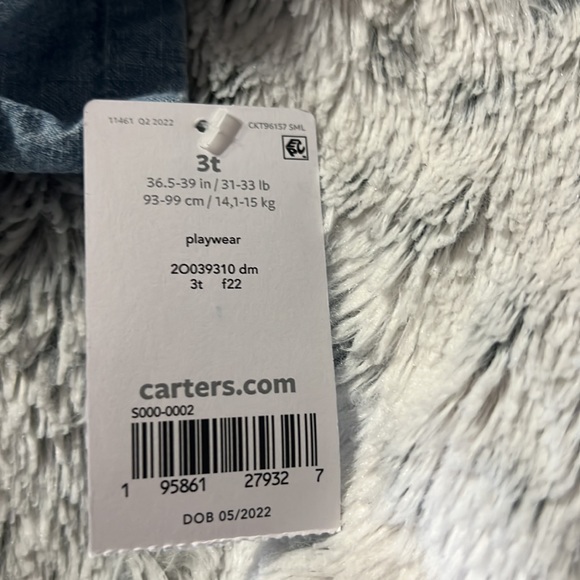 11461 Q2 2022 CKT96157 SML
3t
36.5-39 in / 31-33 lb
93-99 cm / 14,1-15 kg
playwear
2O039310 dm
3t f22
carters.com
S000-0002
1 95861 27932 7
DOB 05/2022